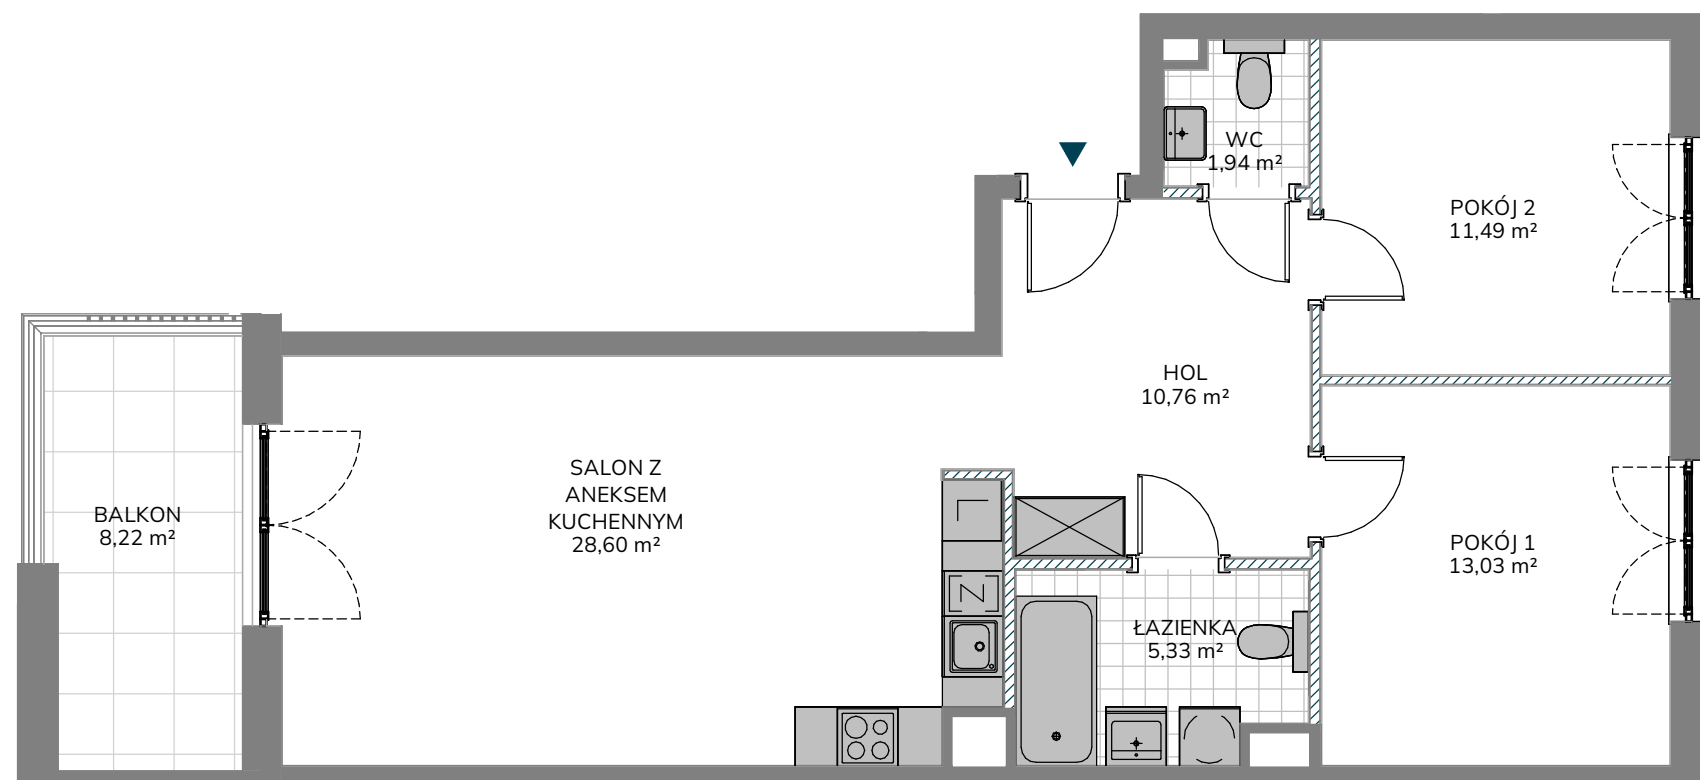 WC
1,94 m²
POKÓJ 2
11,49 m²
HOL
10,76 m²
SALON Z
ANEKSEM
KUCHENNYM
28,60 m²
BALKON
8,22 m²
L
Z
POKÓJ 1
13,03 m²
ŁAZIENKA
5,33 m²